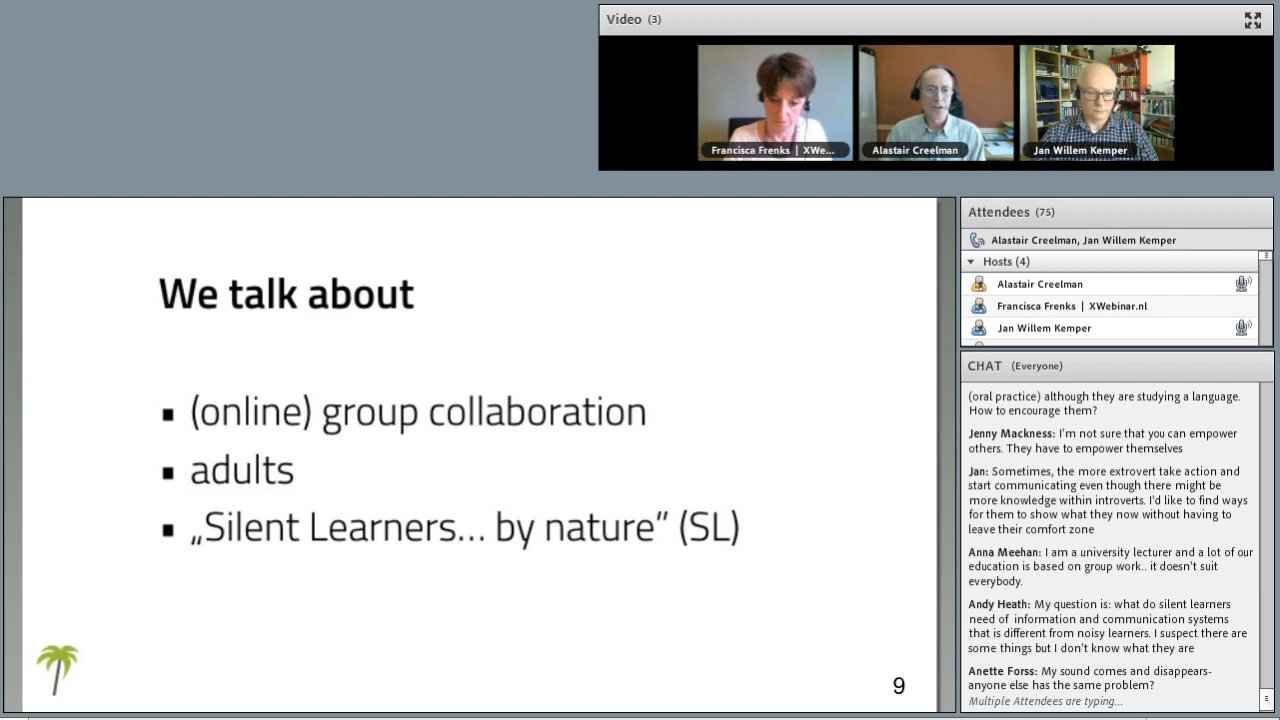 Video (3)
Francisca Frenks | XWe...
Alastair Creelman
Jan Willem Kemper
We talk about
▪ (online) group collaboration
▪ adults
▪ „Silent Learners... by nature” (SL)
9
Attendees (75)
Alastair Creelman, Jan Willem Kemper
Hosts (4)
Alastair Creelman
Francisca Frenks | XWebinar.nl
Jan Willem Kemper
CHAT (Everyone)
(oral practice) although they are studying a language.
How to encourage them?
Jenny Mackness: I'm not sure that you can empower
others. They have to empower themselves
Jan: Sometimes, the more extrovert take action and
start communicating even though there might be
more knowledge within introverts. I'd like to find ways
for them to show what they now without having to
leave their comfort zone
Anna Meehan: I am a university lecturer and a lot of our
education is based on group work.. it doesn't suit
everybody.
Andy Heath: My question is: what do silent learners
need of information and communication systems
that is different from noisy learners. I suspect there are
some things but I don't know what they are
Anette Forss: My sound comes and disappears-
anyone else has the same problem?
Multiple Attendees are typing...